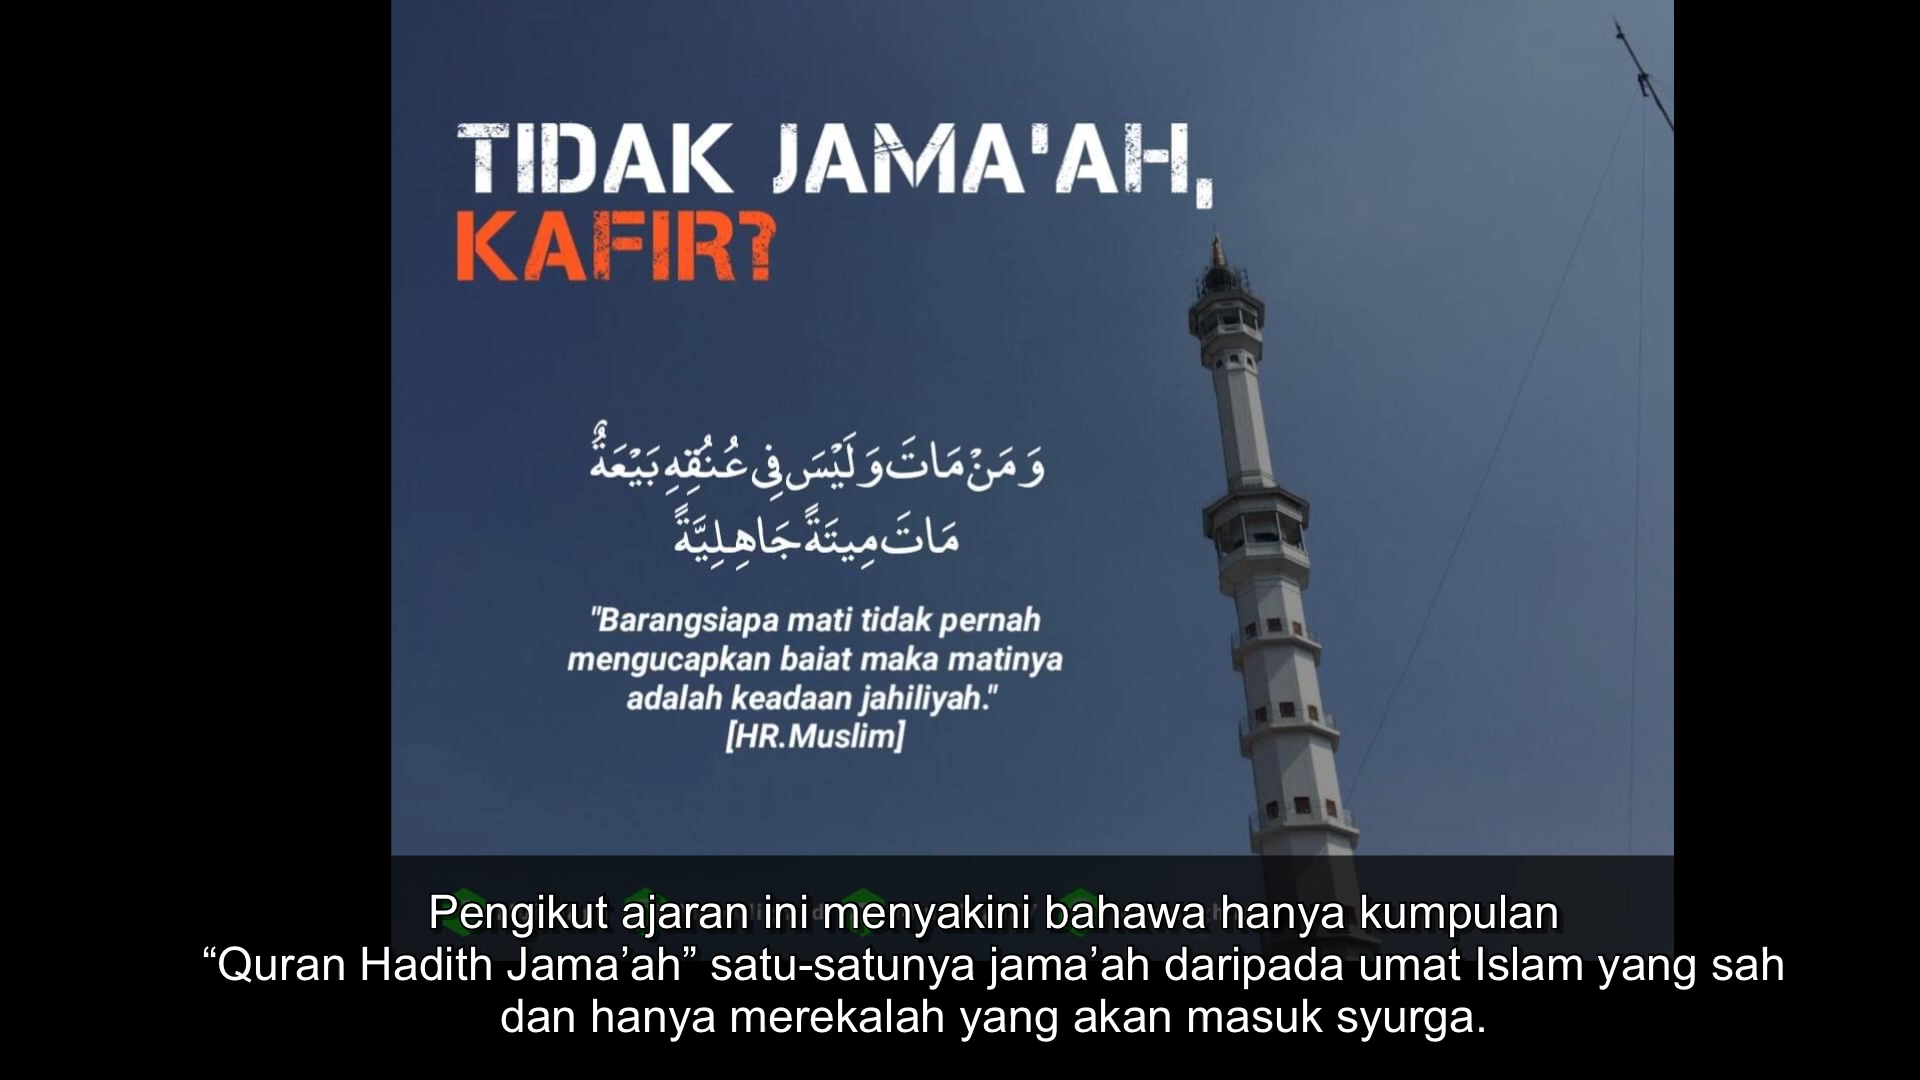 TIDAK JAMA'AH,
KAFIR?
وَمَنْ مَاتَ وَلَيْسَ فِى عُنُقِهِ بَيْعَةٌ
مَاتَ مِيتَةً جَاهِلِيَّةً
"Barangsiapa mati tidak pernah
mengucapkan baiat maka matinya
adalah keadaan jahiliyah."
[HR.Muslim]
Pengikut ajaran ini menyakini bahawa hanya kumpulan
“Quran Hadith Jama’ah” satu-satunya jama’ah daripada umat Islam yang sah
dan hanya merekalah yang akan masuk syurga.